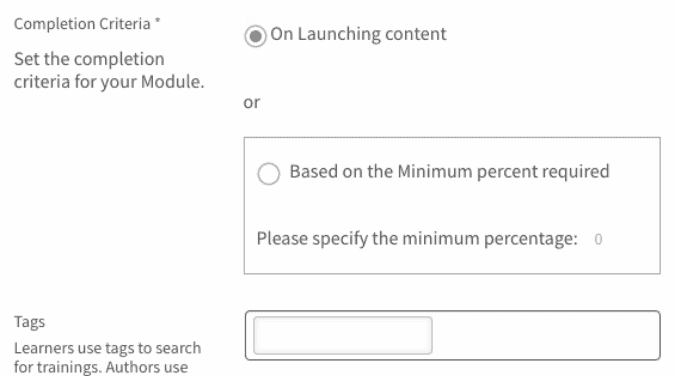 Completion Criteria *
On Launching content
Set the completion
criteria for your Module.
or
Based on the Minimum percent required
Please specify the minimum percentage: 0
Tags
Learners use tags to search
for trainings. Authors use